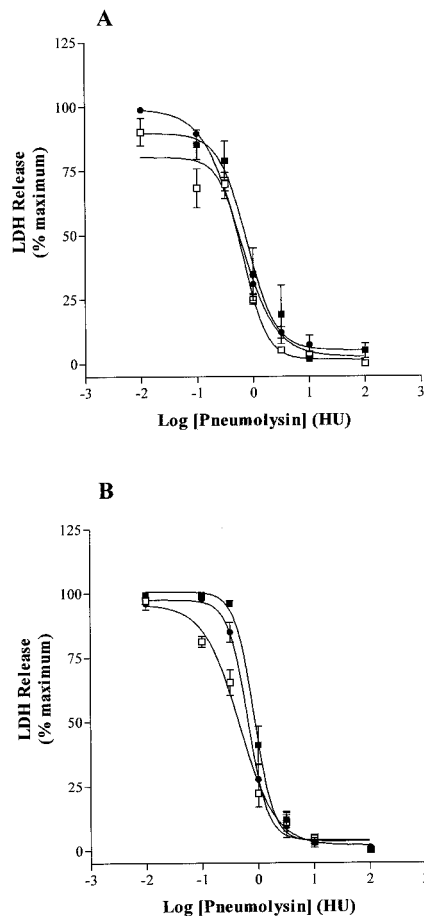 A
125
100
75
50
25
0
LDH Release
(% maximum)
-3 -2 -1 0 1 2 3
Log [Pneumolysin] (HU)
B
125
100
75
50
25
0
LDH Release
(% maximum)
-3 -2 -1 0 1 2 3
Log [Pneumolysin] (HU)